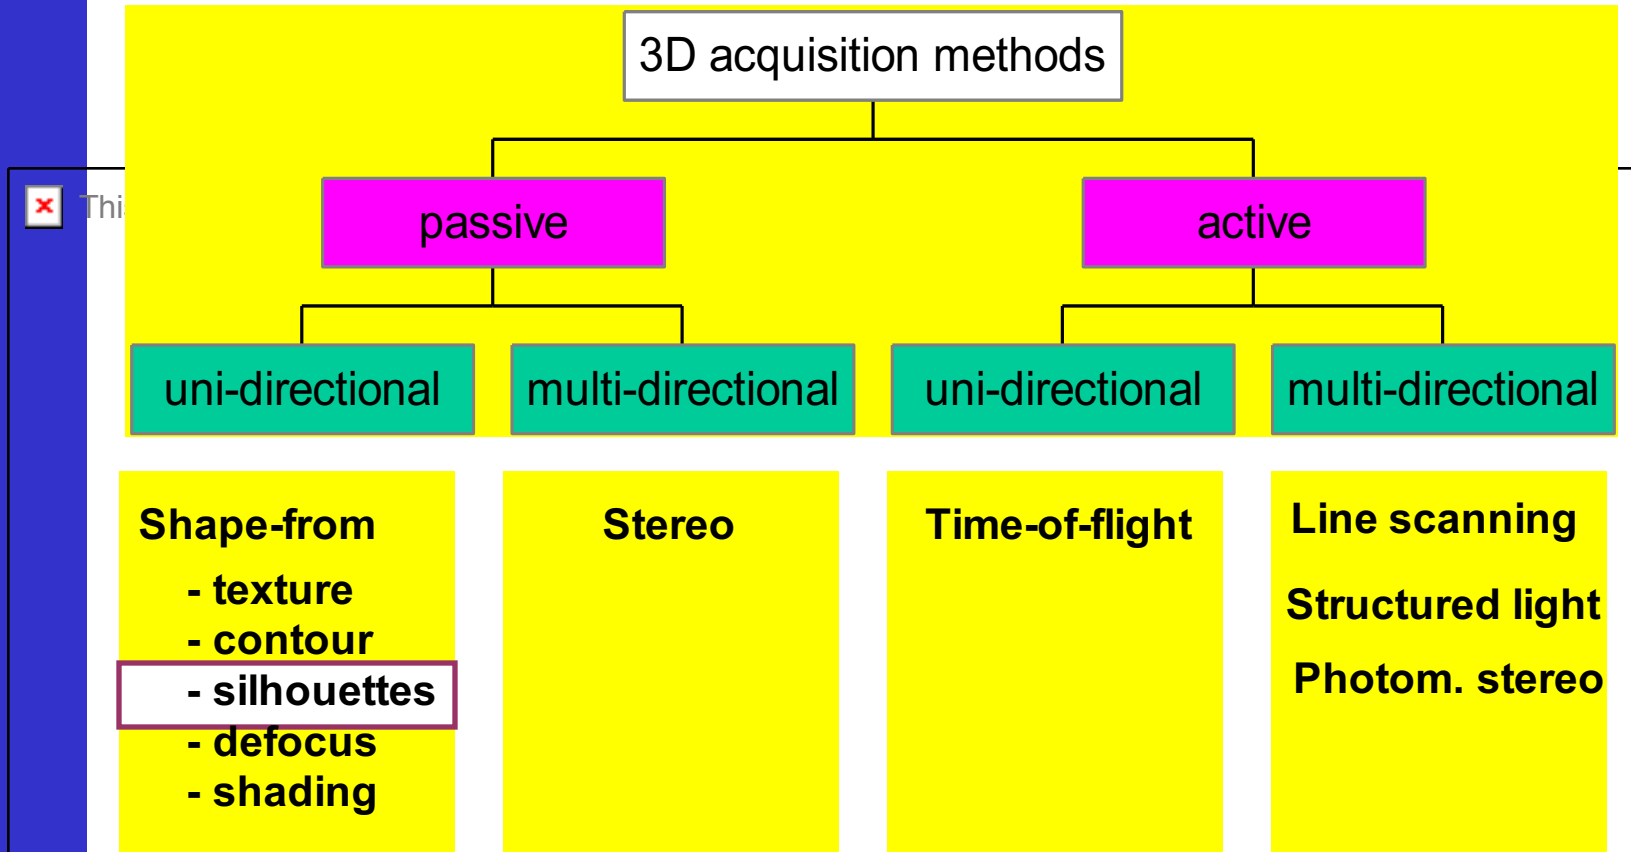 3D acquisition methods
Thi
passive
active
uni-directional
multi-directional
uni-directional
multi-directional
Shape-from
- texture
- contour
- silhouettes
- defocus
- shading
Stereo
Time-of-flight
Line scanning
Structured light
Photom. stereo